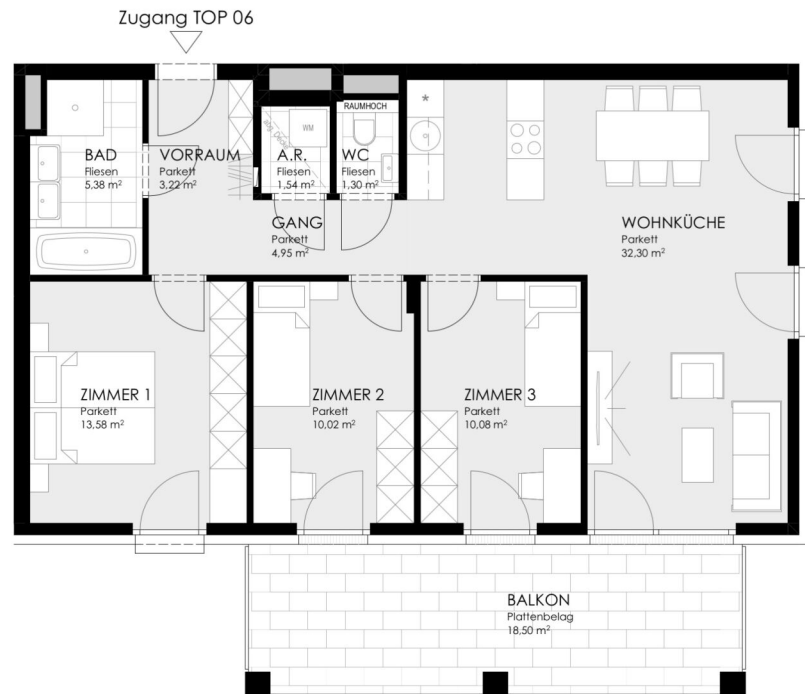 Zugang TOP 06
BAD
Fliesen
5,38 m²
VORRAUM
Parkett
3,22 m²
A.R.
Fliesen
1,54 m²
abg. Decke
WM
RAUMHOCH
WC
Fliesen
1,30 m²
*
GANG
Parkett
4,95 m²
WOHNKÜCHE
Parkett
32,30 m²
ZIMMER 1
Parkett
13,58 m²
ZIMMER 2
Parkett
10,02 m²
ZIMMER 3
Parkett
10,08 m²
BALKON
Plattenbelag
18,50 m²